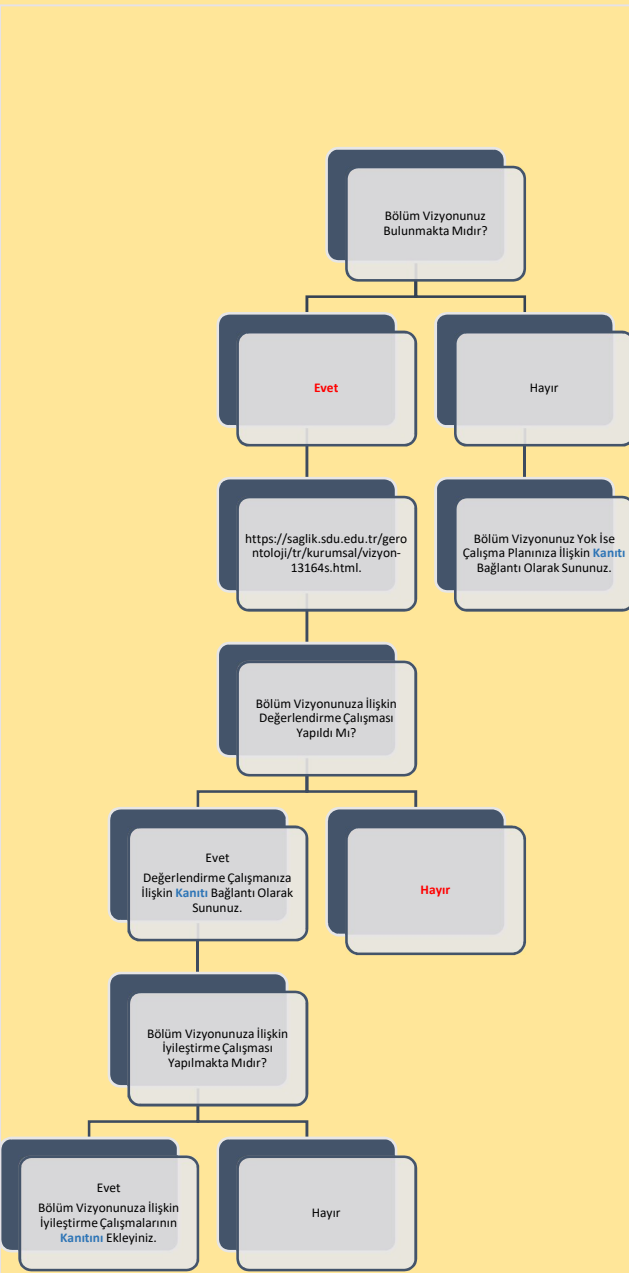 Bölüm Vizyonunuz
Bulunmakta Mıdır?
Evet
Hayır
https://saglik.sdu.edu.tr/gero
ntoloji/tr/kurumsal/vizyon-
13164s.html.
Bölüm Vizyonunuz Yok İse
Çalışma Planınıza İlişkin Kanıtı
Bağlantı Olarak Sununuz.
Bölüm Vizyonunuza İlişkin
Değerlendirme Çalışması
Yapıldı Mı?
Evet
Değerlendirme Çalışmanıza
İlişkin Kanıtı Bağlantı Olarak
Sununuz.
Hayır
Bölüm Vizyonunuza İlişkin
İyileştirme Çalışması
Yapılmakta Mıdır?
Evet
Bölüm Vizyonunuza İlişkin
İyileştirme Çalışmalarının
Kanıtını Ekleyiniz.
Hayır